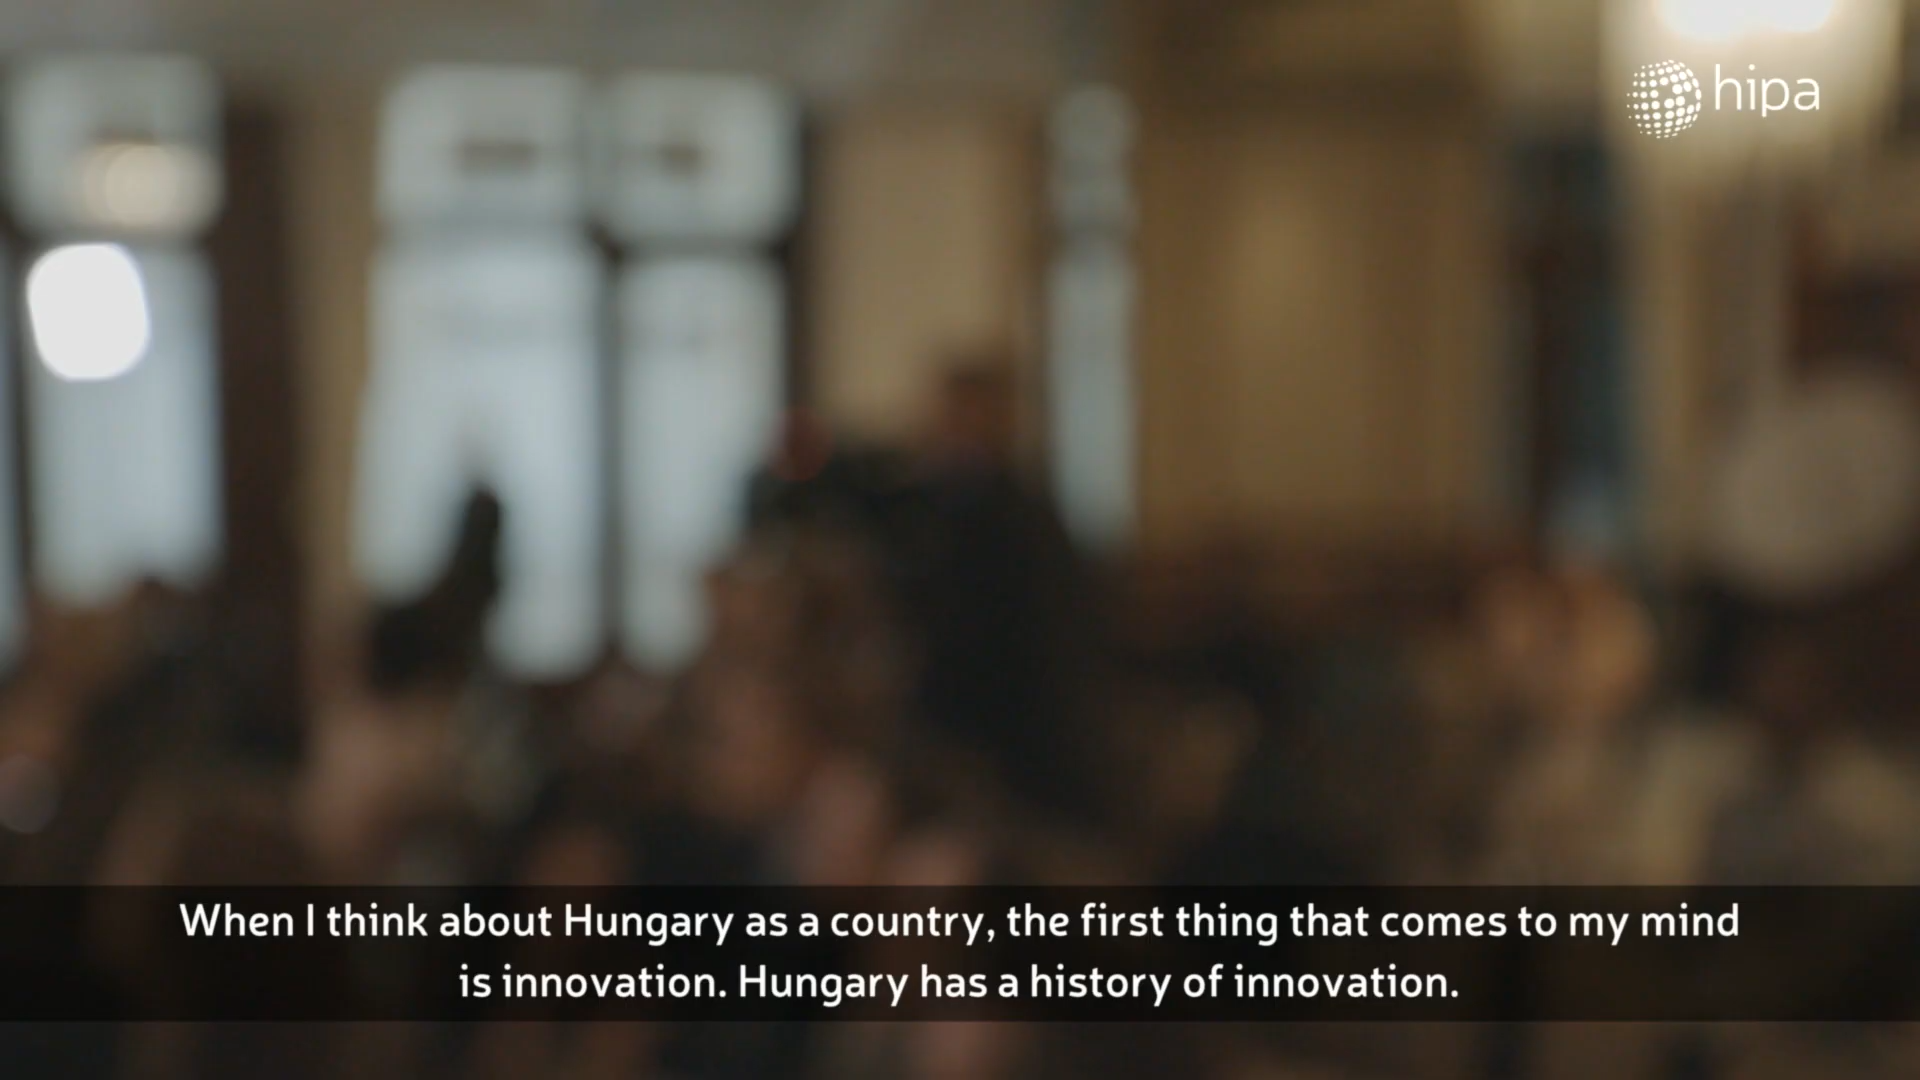 hipa
When I think about Hungary as a country, the first thing that comes to my mind
is innovation. Hungary has a history of innovation.